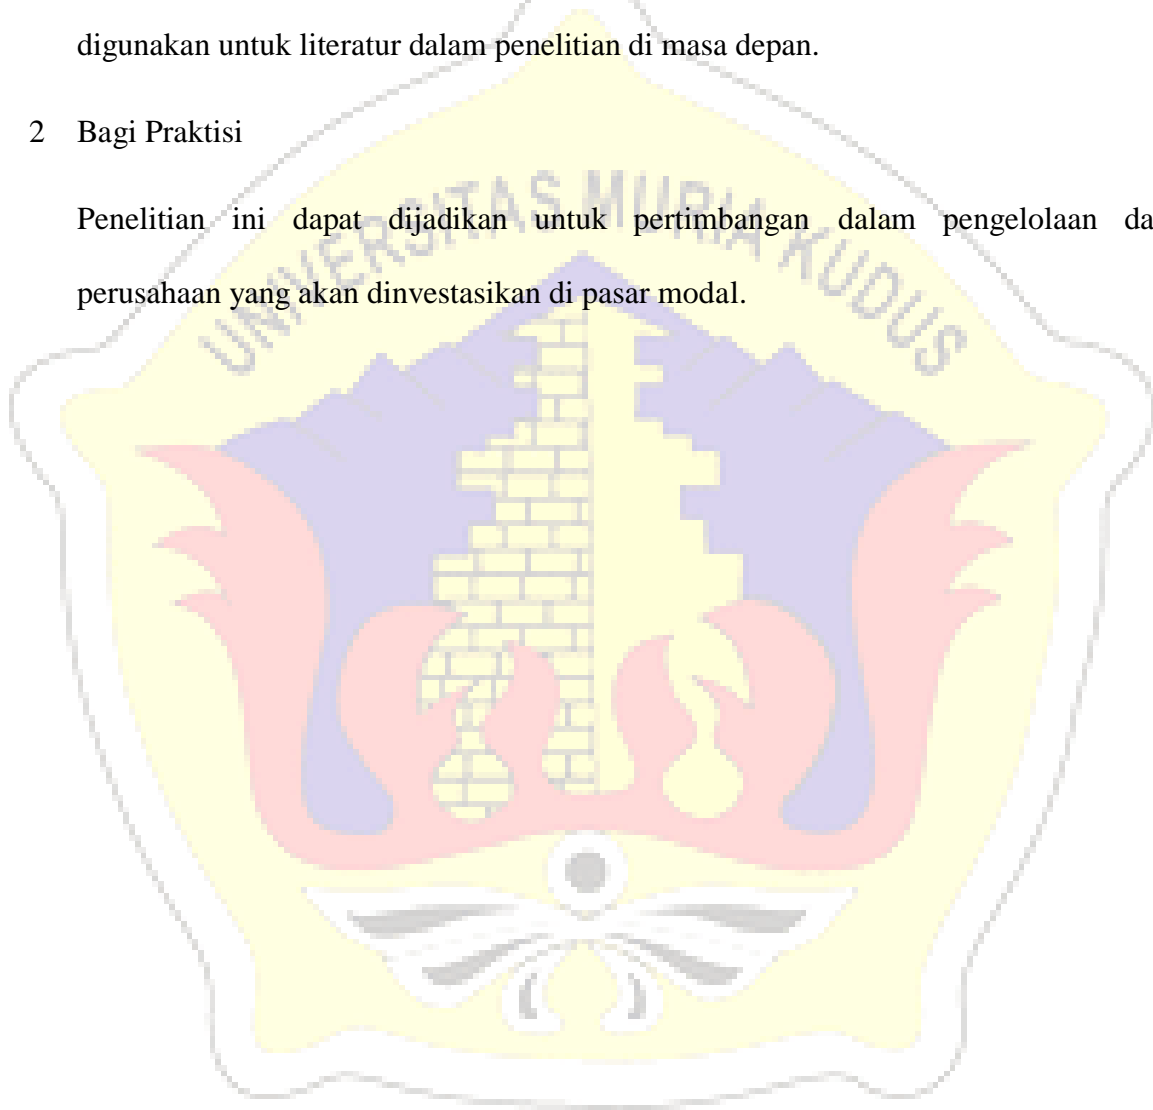 digunakan untuk literatur dalam penelitian di masa depan.
2 Bagi Praktisi
Penelitian ini dapat dijadikan untuk pertimbangan dalam pengelolaan da
perusahaan yang akan dinvestasikan di pasar modal.
UNIVERSITAS MURIA KUDUS